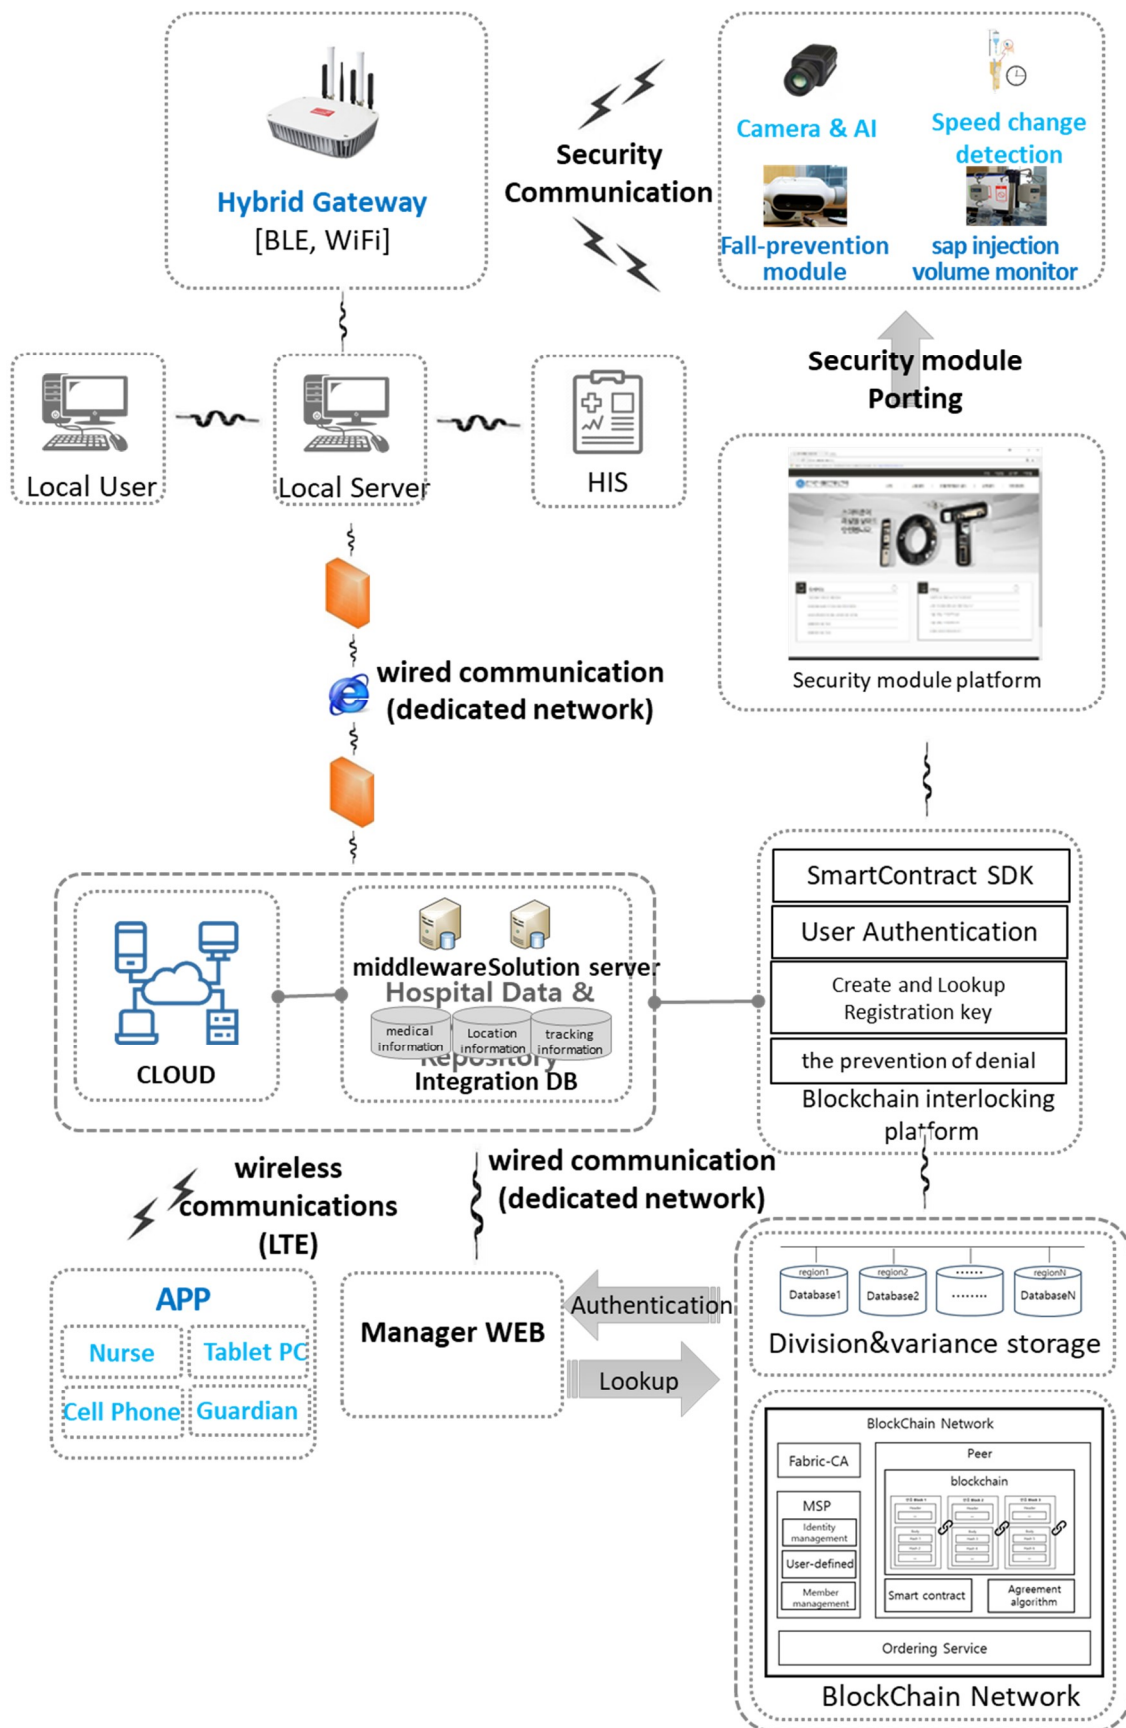 Hybrid Gateway
[BLE, WiFi]
Security
Communication
Camera & AI
Speed change
detection
Fall-prevention
module
sap injection
volume monitor
Security module
Porting
Local User
Local Server
HIS
IOT
Security module platform
wired communication
(dedicated network)
CLOUD
middlewareSolution server
Hospital Data &
medical
information
Location
information
tracking
information
Repository
Integration DB
SmartContract SDK
User Authentication
Create and Lookup
Registration key
the prevention of denial
Blockchain interlocking
platform
wireless
communications
(LTE)
wired communication
(dedicated network)
APP
Nurse
Tablet PC
Cell Phone
Guardian
Manager WEB
Authentication
Lookup
region1
Database1
region2
Database2
......
........
regionN
DatabaseN
Division&variance storage
BlockChain Network
Fabric-CA
MSP
Identity
management
User-defined
Member
management
Peer
blockchain
Smart contract
Agreement
algorithm
Ordering Service
BlockChain Network